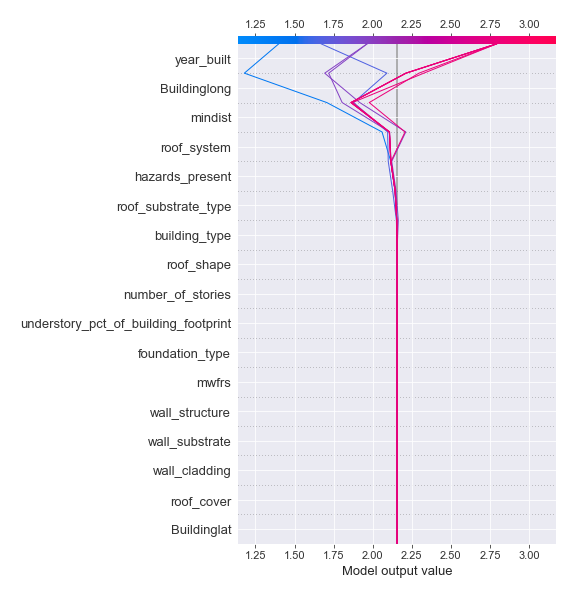 1.25 1.50 1.75 2.00 2.25 2.50 2.75 3.00
year_built
Buildinglong
mindist
roof_system
hazards_present
roof_substrate_type
building_type
roof_shape
number_of_stories
understory_pct_of_building_footprint
foundation_type
mwfrs
wall_structure
wall_substrate
wall_cladding
roof_cover
Buildinglat
1.25 1.50 1.75 2.00 2.25 2.50 2.75 3.00
Model output value